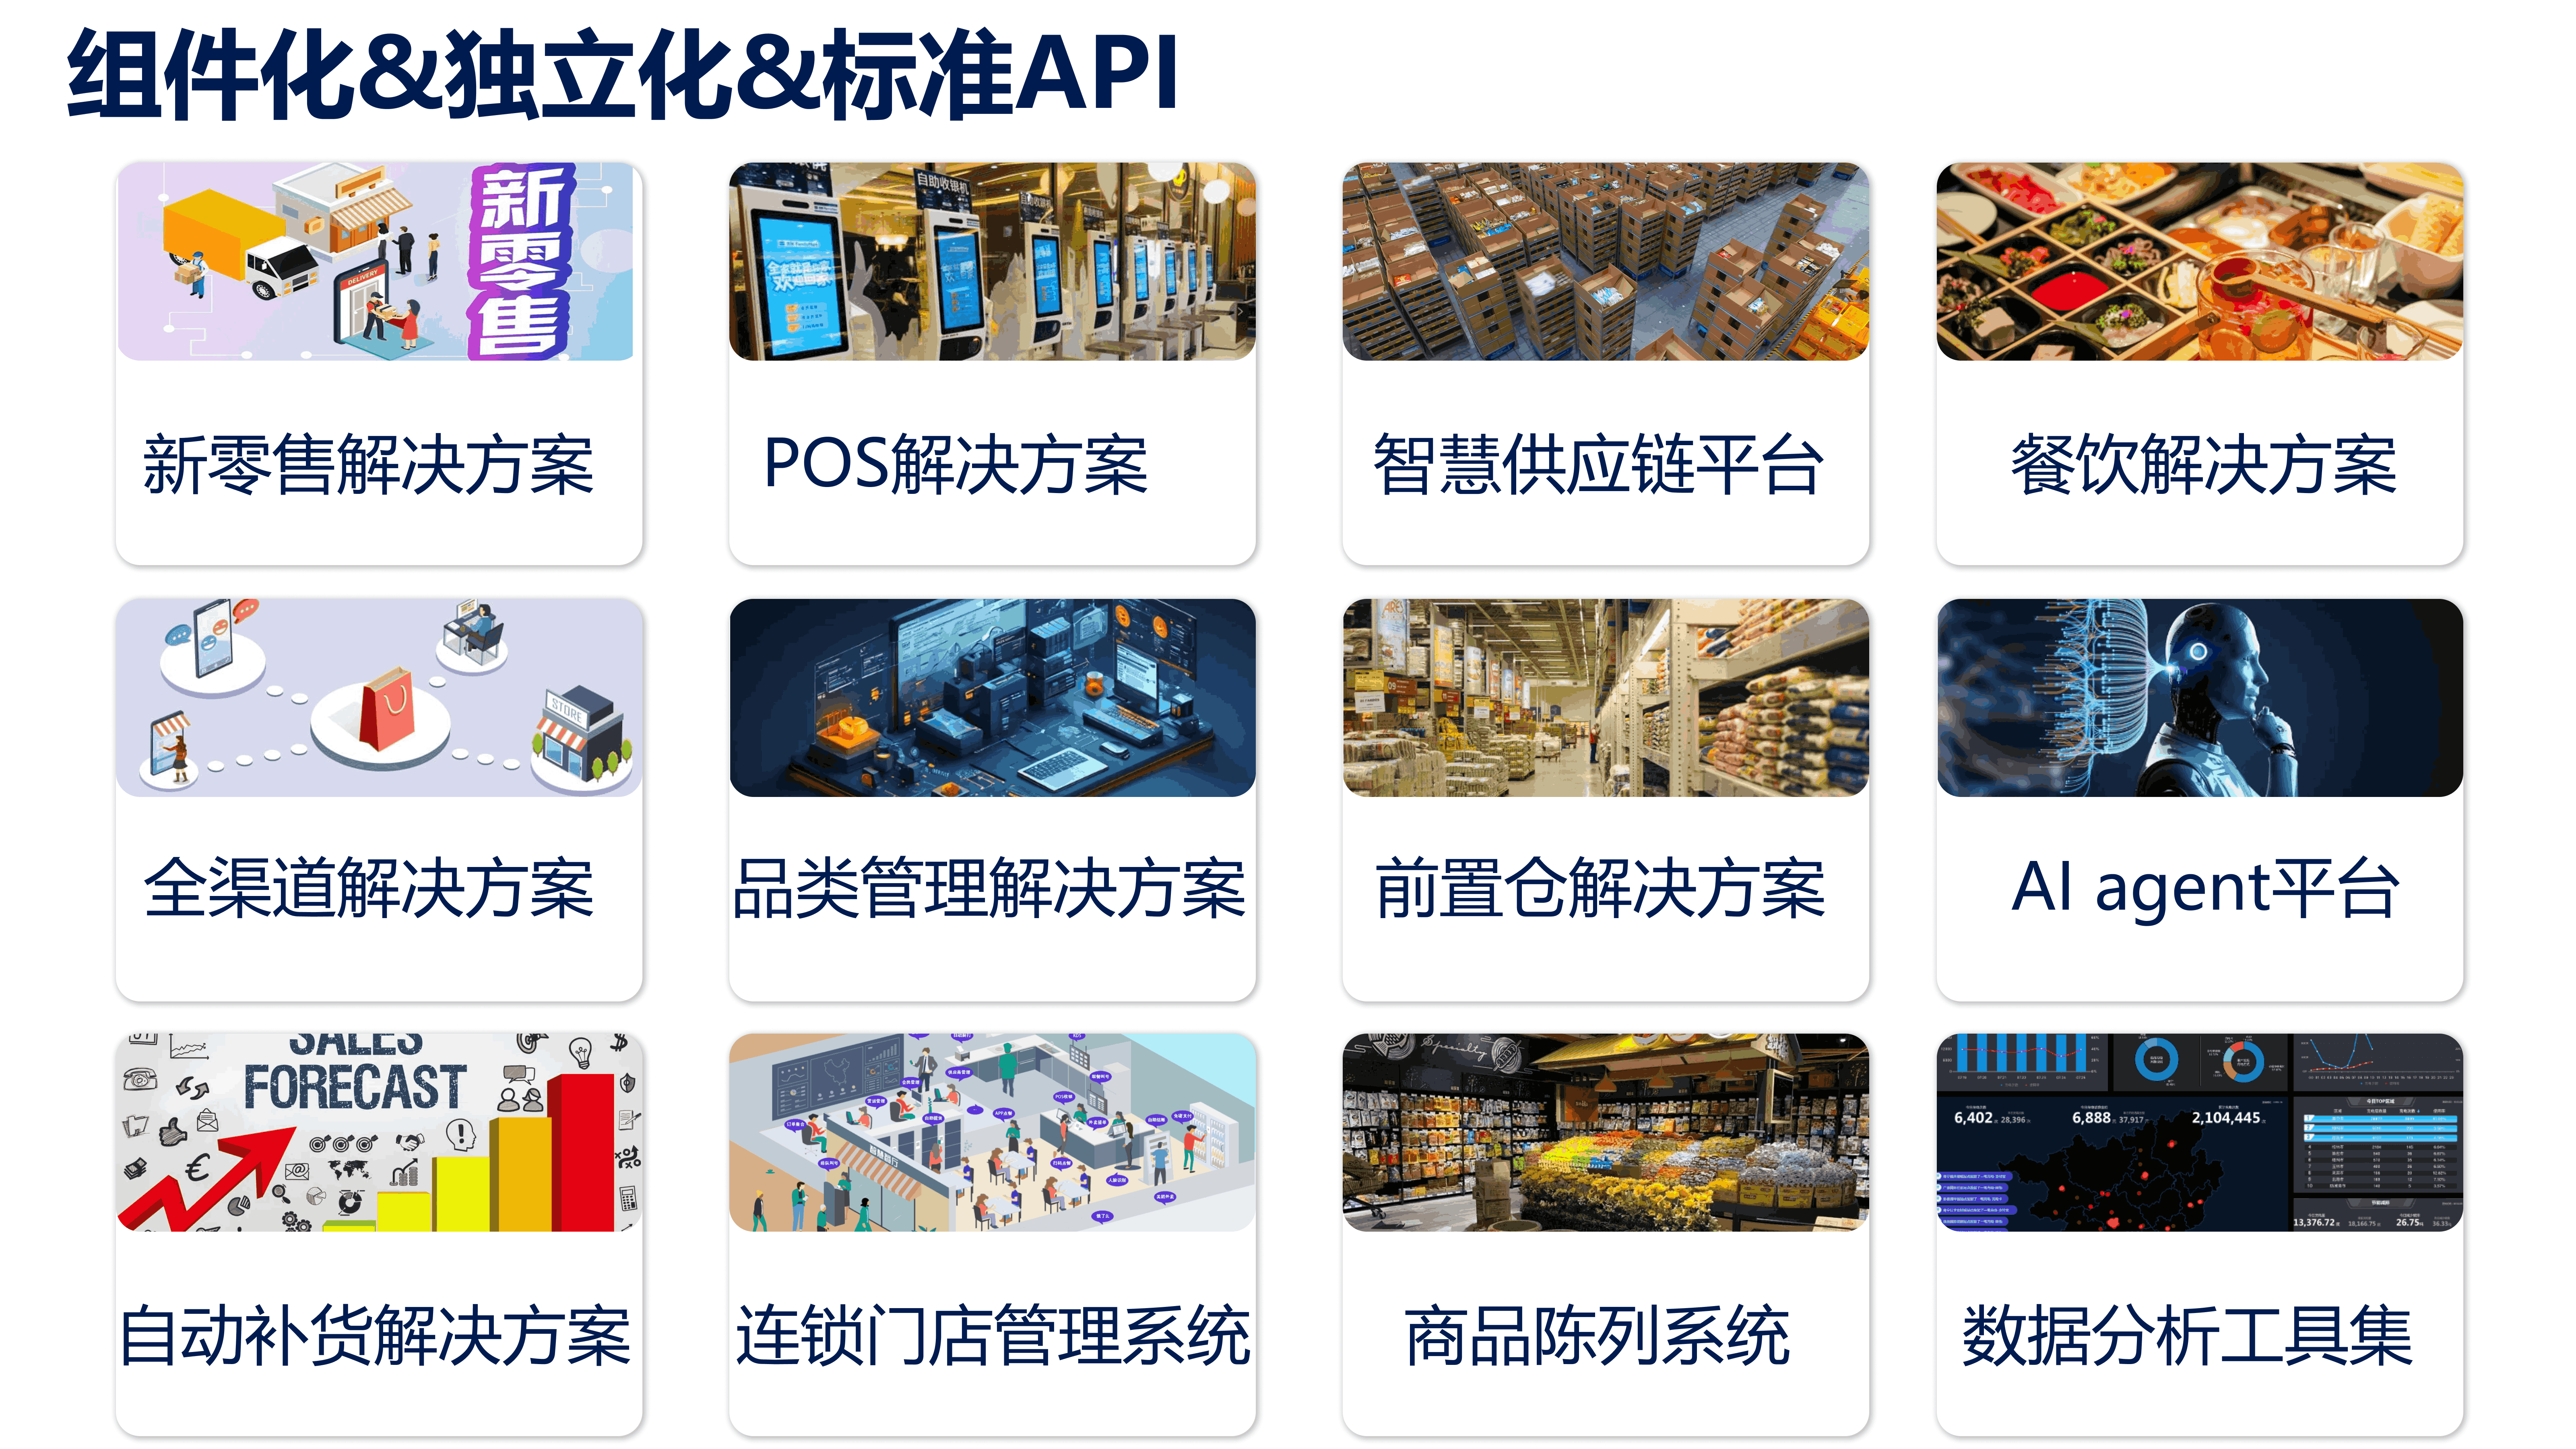 组件化&独立化&标准API
新零售
DELIVERY
自助收银机
新零售解决方案
POS解决方案
智慧供应链平台
餐饮解决方案
STORE
全渠道解决方案
品类管理解决方案
前置仓解决方案
AI agent平台
SALES
FORECAST
Specialty
6,402 28,396
6,888 37,917
2,104,445
13,376.72 18,166.75 26.75 36.33
自动补货解决方案
连锁门店管理系统
商品陈列系统
数据分析工具集